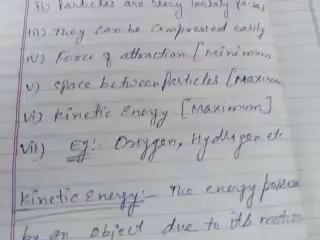 ii) Particles are very loosely
iii) They can be compressed easily
iv) Force of attraction [Minimum
v) Space between Particles [Maximum
vi) Kinetic Energy [Maximum]
vii) Eg:- Oxygen, Hydrogen etc
Kinetic Energy:- The energy possess
by an object due to its motion